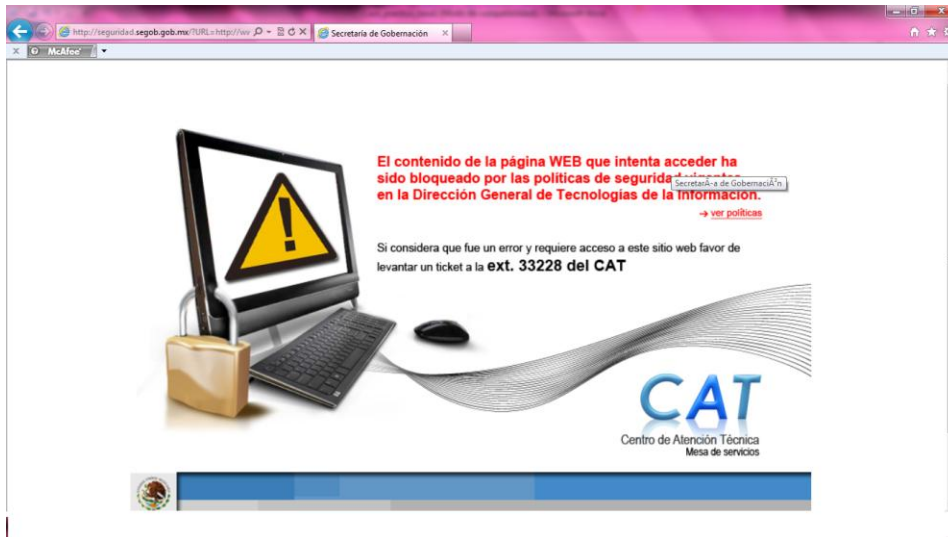 http://seguridad.segob.gob.mx/?URL=http://wv
Secretaría de Gobernación
McAfee
El contenido de la página WEB que intenta acceder ha
sido bloqueado por las políticas de seguridad vigentes
SecretarÃ-a de GobernaciÃ³n
en la Dirección General de Tecnologías de la Información.
ver políticas
Si considera que fue un error y requiere acceso a este sitio web favor de
levantar un ticket a la ext. 33228 del CAT
CAT
Centro de Atención Técnica
Mesa de servicios